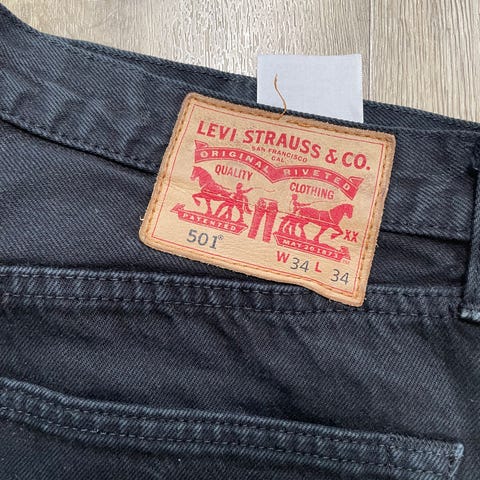 LEVI STRAUSS & CO.
SAN FRANCISCO
CAL
ORIGINAL RIVETED
QUALITY CLOTHING
XX
PATENTED MAY 20 1873
501®
W 34 L 34